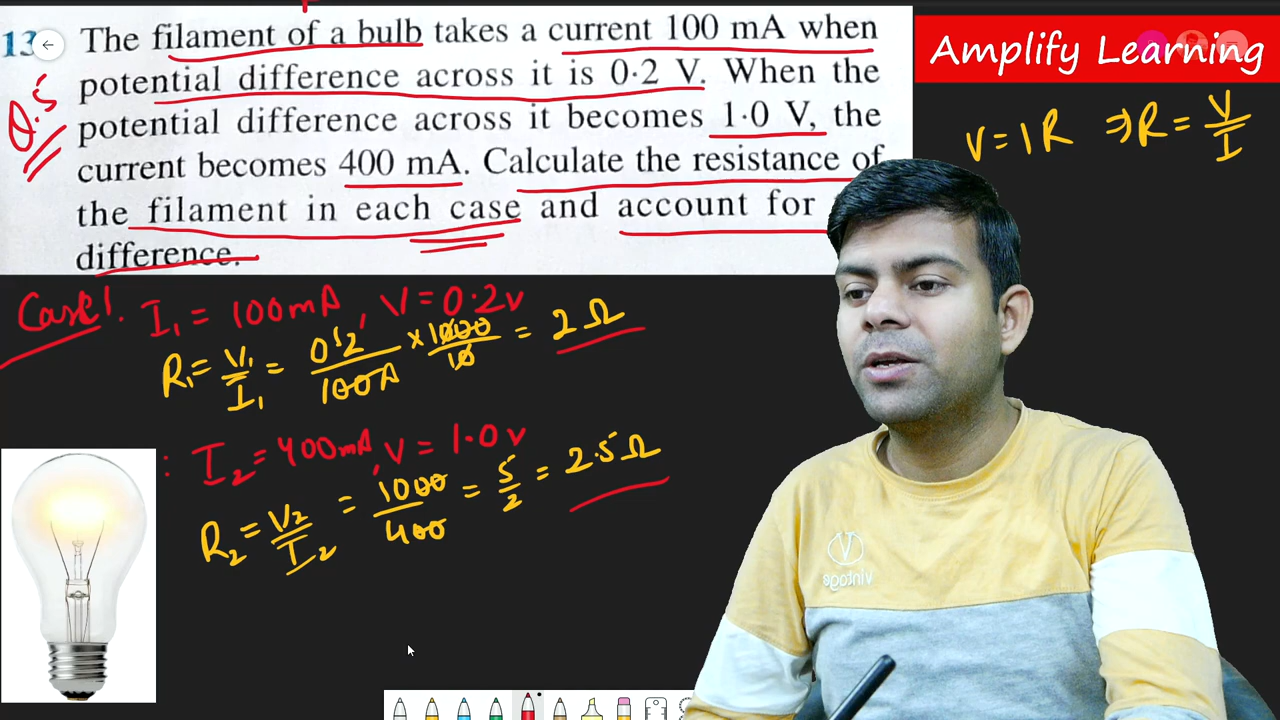 13
The filament of a bulb takes a current 100 mA when
potential difference across it is 0·2 V. When the
potential difference across it becomes 1·0 V, the
current becomes 400 mA. Calculate the resistance of
the filament in each case and account for
difference.
Q.5
Amplify Learning
V = IR ⇒ R = V/I
Case 1. I₁ = 100mA, V = 0.2v
R₁ = V₁/I₁ = 0.2/100A × 1000/10 = 2 Ω
: I₂ = 400mA, V = 1.0v
R₂ = V₂/I₂ = 1000/400 = 5/2 = 2.5 Ω
V
vintage